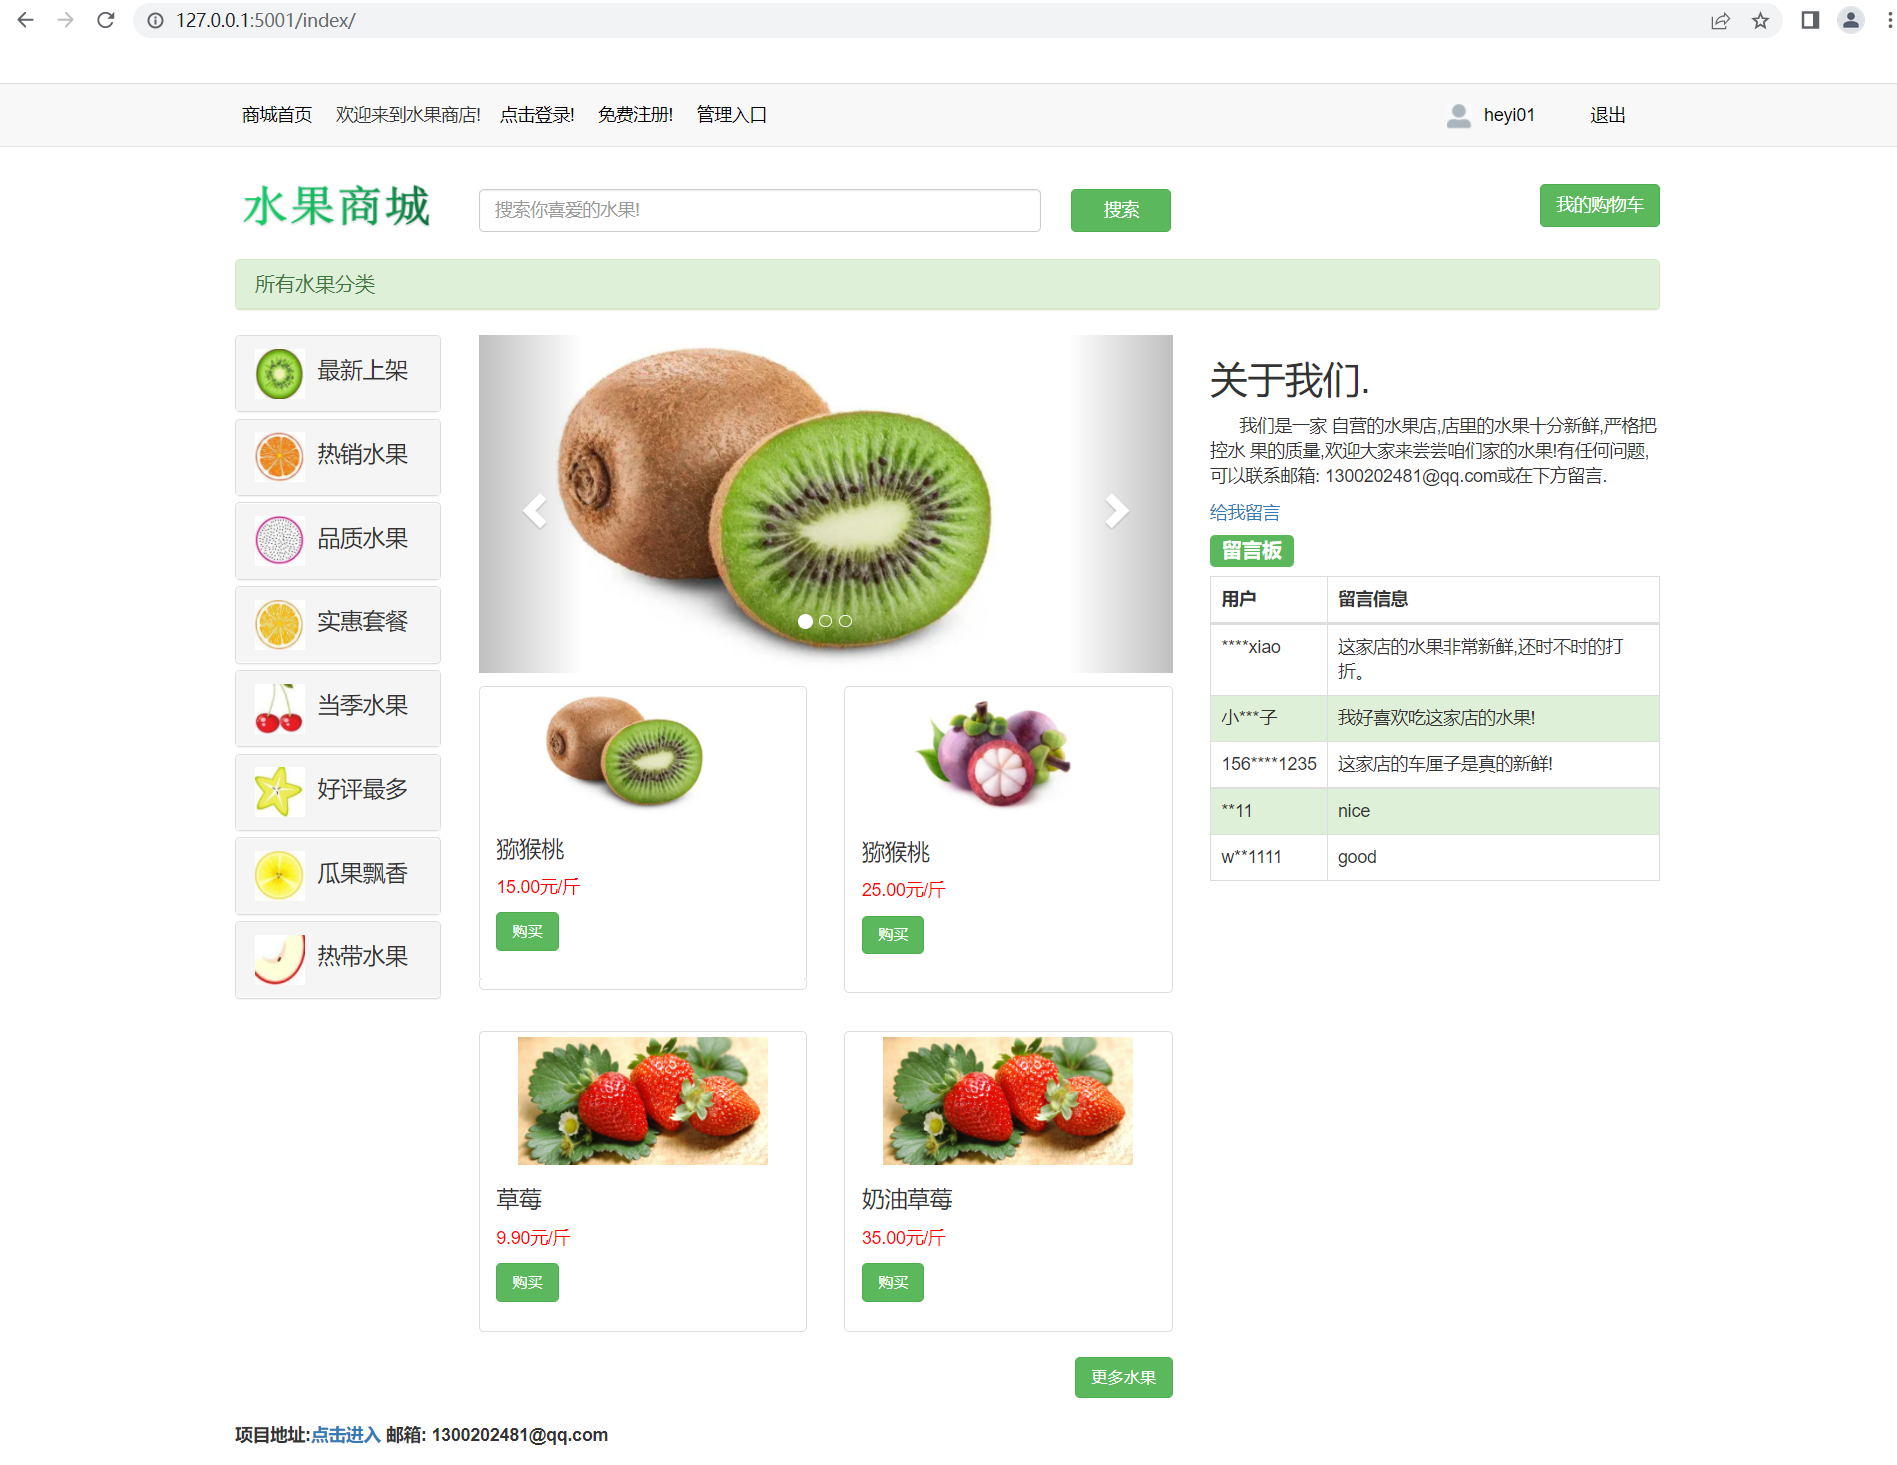 127.0.0.1:5001/index/
商城首页 欢迎来到水果商店! 点击登录! 免费注册! 管理入口 heyi01 退出
水果商城 搜索你喜爱的水果! 搜索 我的购物车
所有水果分类
最新上架
热销水果
品质水果
实惠套餐
当季水果
好评最多
瓜果飘香
热带水果
猕猴桃
15.00元/斤
购买
猕猴桃
25.00元/斤
购买
草莓
9.90元/斤
购买
奶油草莓
35.00元/斤
购买
更多水果
关于我们.
我们是一家 自营的水果店,店里的水果十分新鲜,严格把
控水 果的质量,欢迎大家来尝尝咱们家的水果!有任何问题,
可以联系邮箱: 1300202481@qq.com或在下方留言.
给我留言
留言板
用户 留言信息
****xiao 这家店的水果非常新鲜,还时不时的打
折。
小***子 我好喜欢吃这家店的水果!
156****1235 这家店的车厘子是真的新鲜!
**11 nice
w**1111 good
项目地址:点击进入 邮箱: 1300202481@qq.com